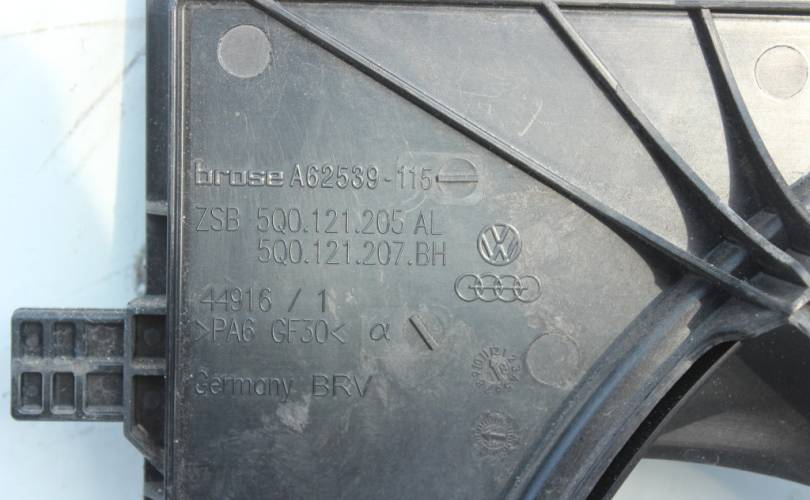 brose A62539-115
ZSB 5Q0.121.205 AL
5Q0.121.207.BH
44916 / 1
>PA6 GF30< α
Germany BRV